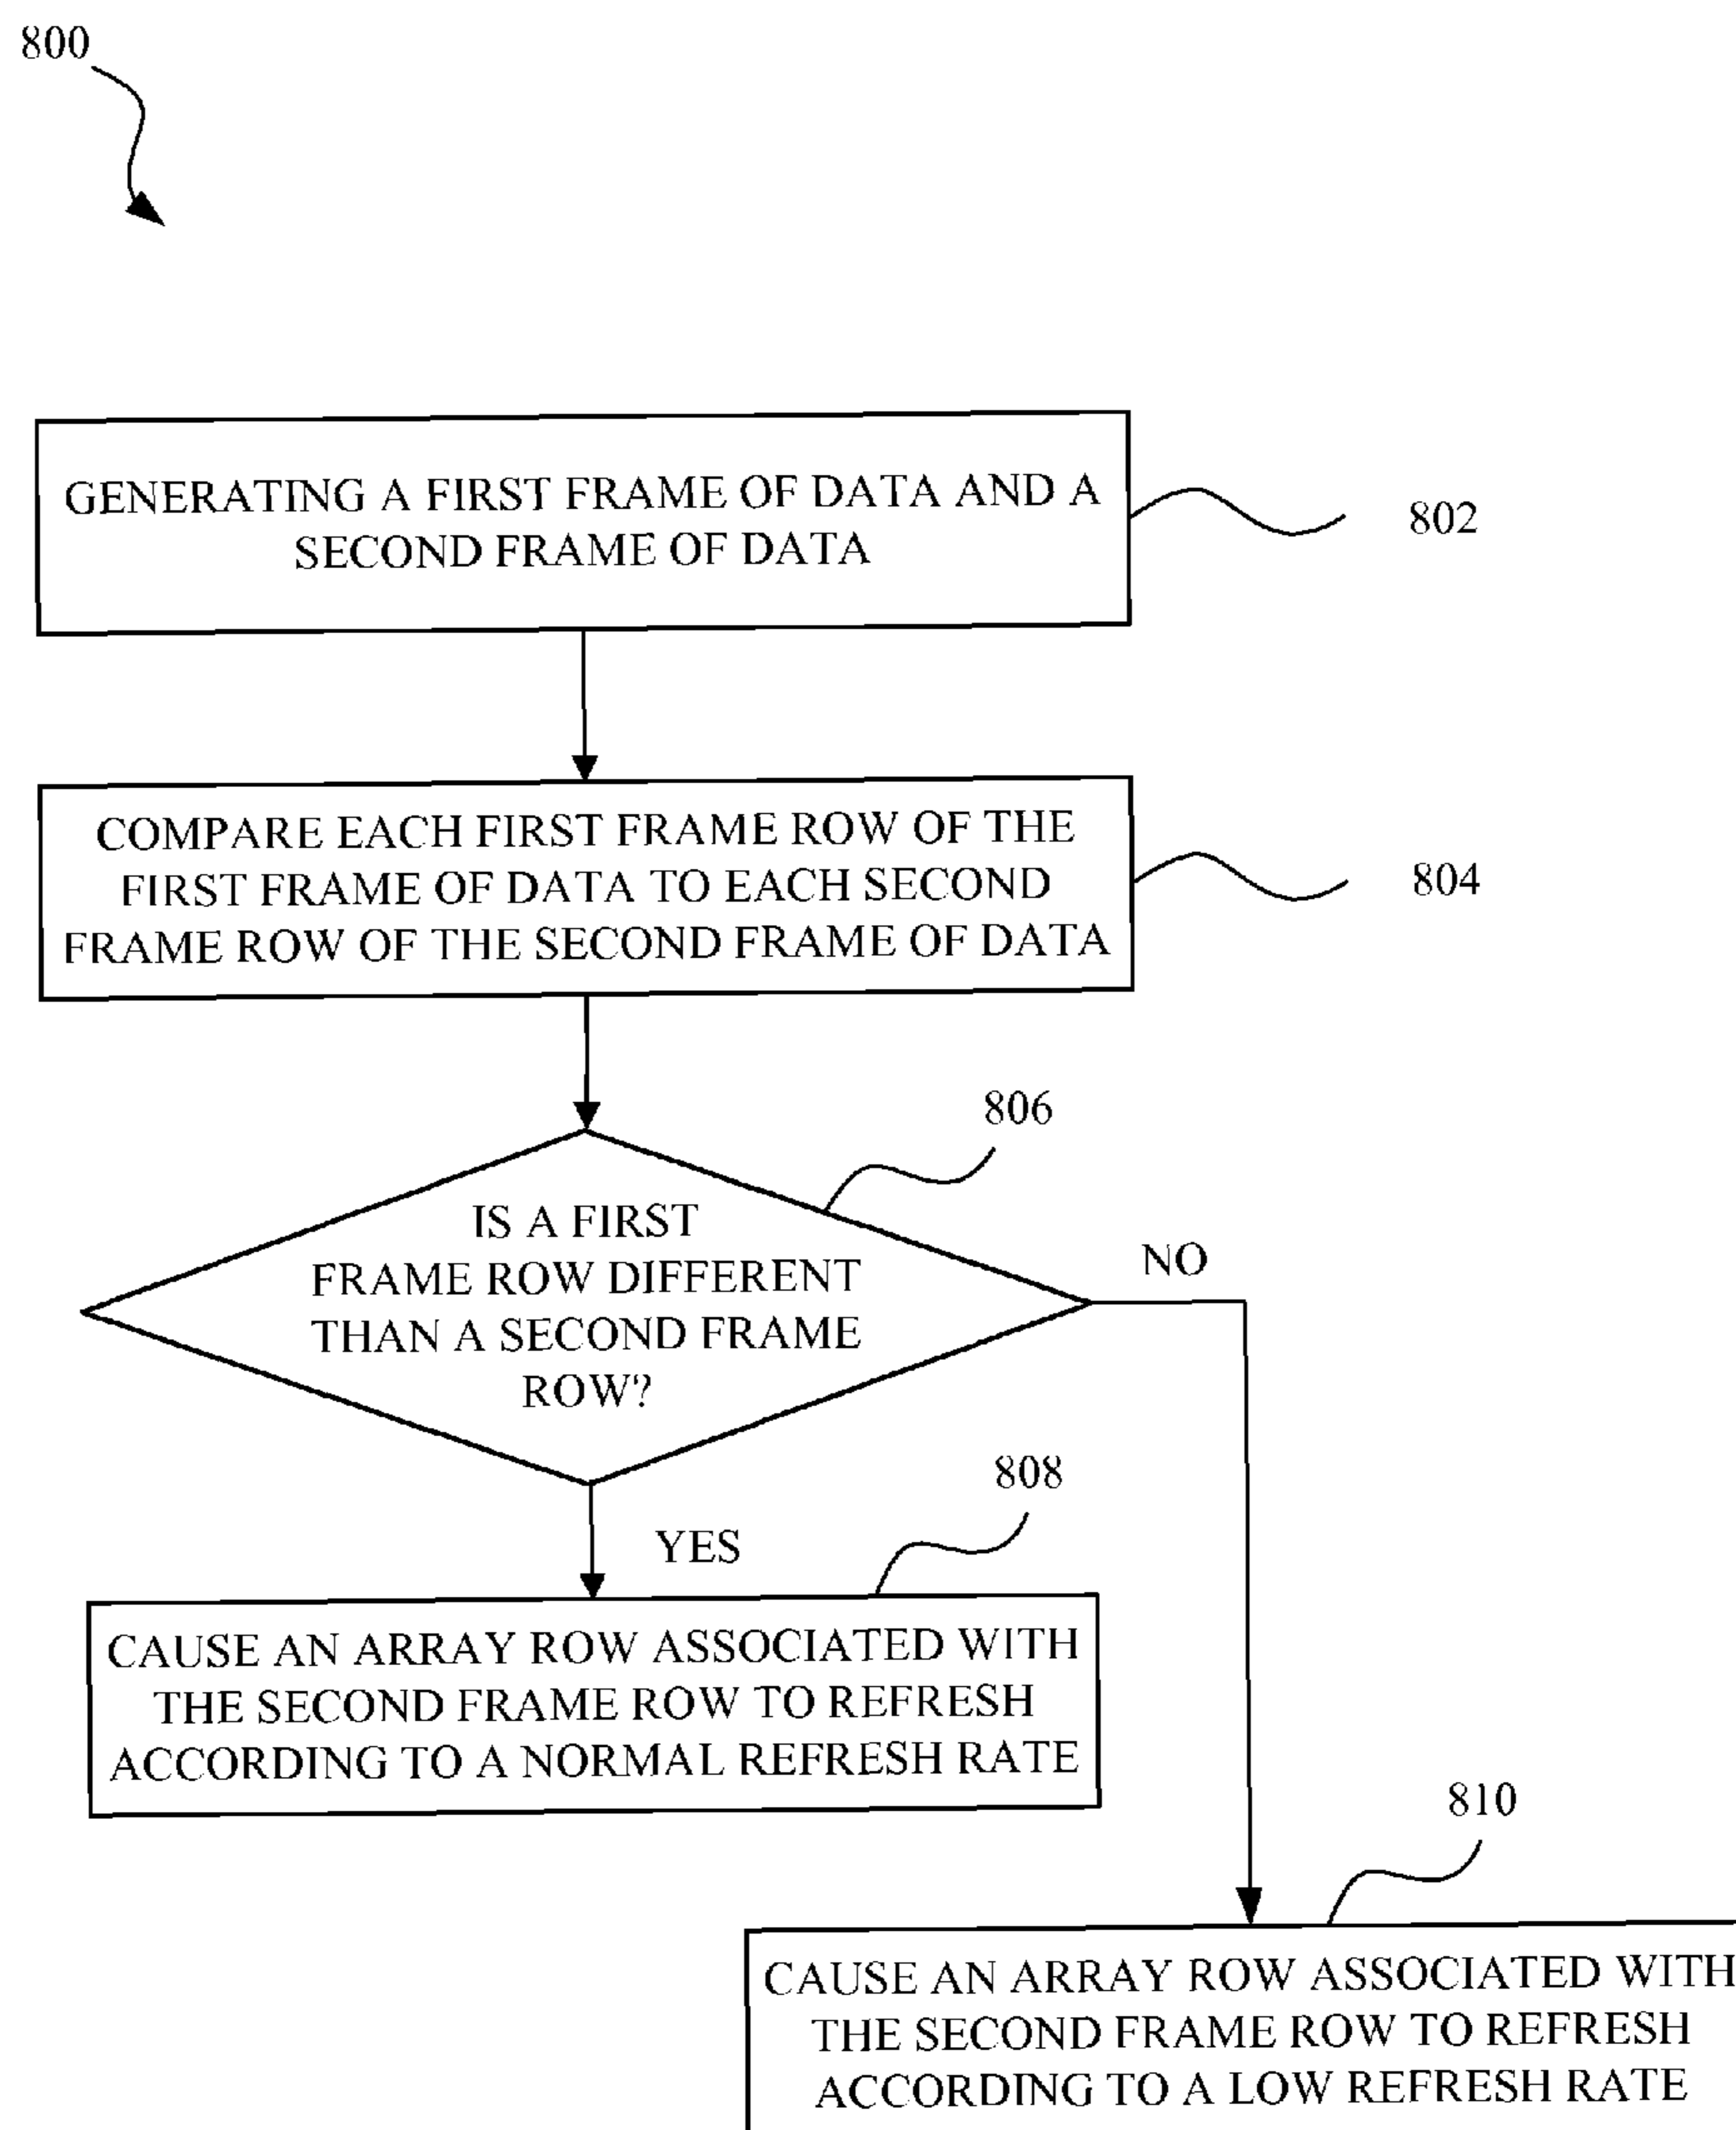 800
GENERATING A FIRST FRAME OF DATA AND A
SECOND FRAME OF DATA
802
COMPARE EACH FIRST FRAME ROW OF THE
FIRST FRAME OF DATA TO EACH SECOND
FRAME ROW OF THE SECOND FRAME OF DATA
804
806
IS A FIRST
FRAME ROW DIFFERENT
THAN A SECOND FRAME
ROW?
NO
YES
808
CAUSE AN ARRAY ROW ASSOCIATED WITH
THE SECOND FRAME ROW TO REFRESH
ACCORDING TO A NORMAL REFRESH RATE
810
CAUSE AN ARRAY ROW ASSOCIATED WITH
THE SECOND FRAME ROW TO REFRESH
ACCORDING TO A LOW REFRESH RATE